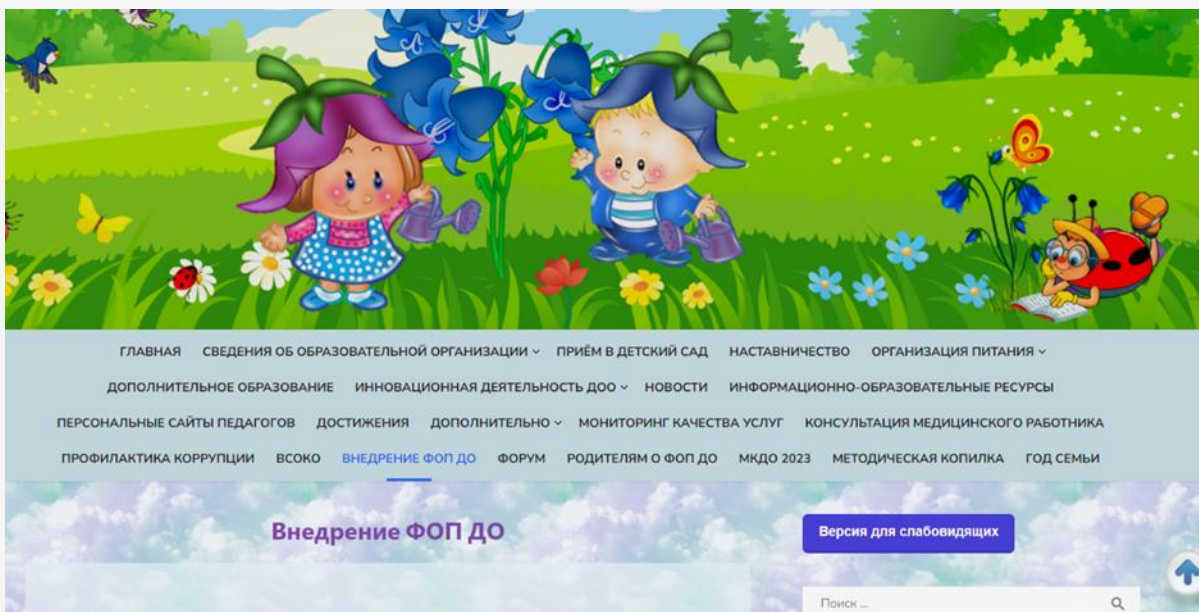 ГЛАВНАЯ СВЕДЕНИЯ ОБ ОБРАЗОВАТЕЛЬНОЙ ОРГАНИЗАЦИИ ПРИЁМ В ДЕТСКИЙ САД НАСТАВНИЧЕСТВО ОРГАНИЗАЦИЯ ПИТАНИЯ
ДОПОЛНИТЕЛЬНОЕ ОБРАЗОВАНИЕ ИННОВАЦИОННАЯ ДЕЯТЕЛЬНОСТЬ ДОО НОВОСТИ ИНФОРМАЦИОННО-ОБРАЗОВАТЕЛЬНЫЕ РЕСУРСЫ
ПЕРСОНАЛЬНЫЕ САЙТЫ ПЕДАГОГОВ ДОСТИЖЕНИЯ ДОПОЛНИТЕЛЬНО МОНИТОРИНГ КАЧЕСТВА УСЛУГ КОНСУЛЬТАЦИЯ МЕДИЦИНСКОГО РАБОТНИКА
ПРОФИЛАКТИКА КОРРУПЦИИ ВСОКО ВНЕДРЕНИЕ ФОП ДО ФОРУМ РОДИТЕЛЯМ О ФОП ДО МКДО 2023 МЕТОДИЧЕСКАЯ КОПИЛКА ГОД СЕМЬИ
Внедрение ФОП ДО
Версия для слабовидящих
Поиск ...